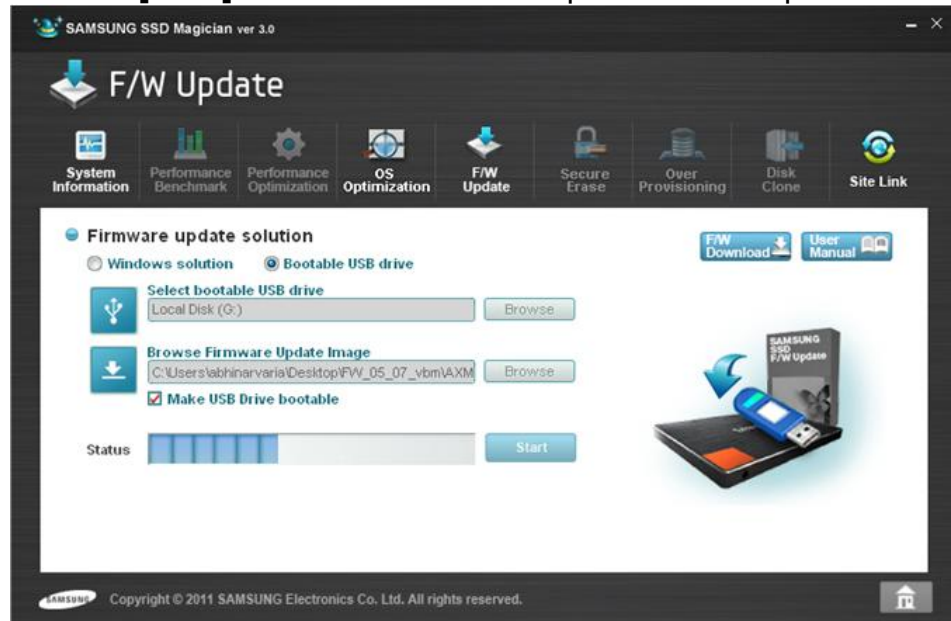 SAMSUNG SSD Magician ver 3.0
F/W Update
System Information
Performance Benchmark
Performance Optimization
OS Optimization
F/W Update
Secure Erase
Over Provisioning
Disk Clone
Site Link
Firmware update solution
F/W Download
User Manual
Windows solution
Bootable USB drive
Select bootable USB drive
Local Disk (G:)
Browse
Browse Firmware Update Image
C:\Users\abhinarvaria\Desktop\FW_05_07_vbm\AXM
Browse
Make USB Drive bootable
Status
Start
SAMSUNG
SSD
F/W Update
SAMSUNG
Copyright © 2011 SAMSUNG Electronics Co. Ltd. All rights reserved.